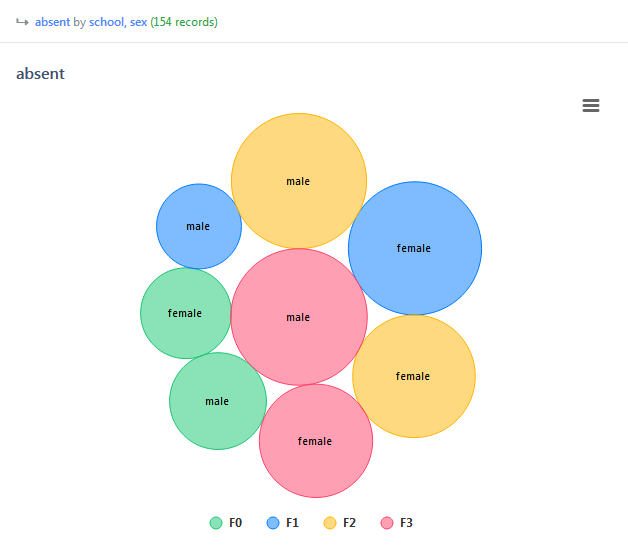 ↪ absent by school, sex (154 records)
absent
male
male
female
female
male
female
male
female
F0 F1 F2 F3